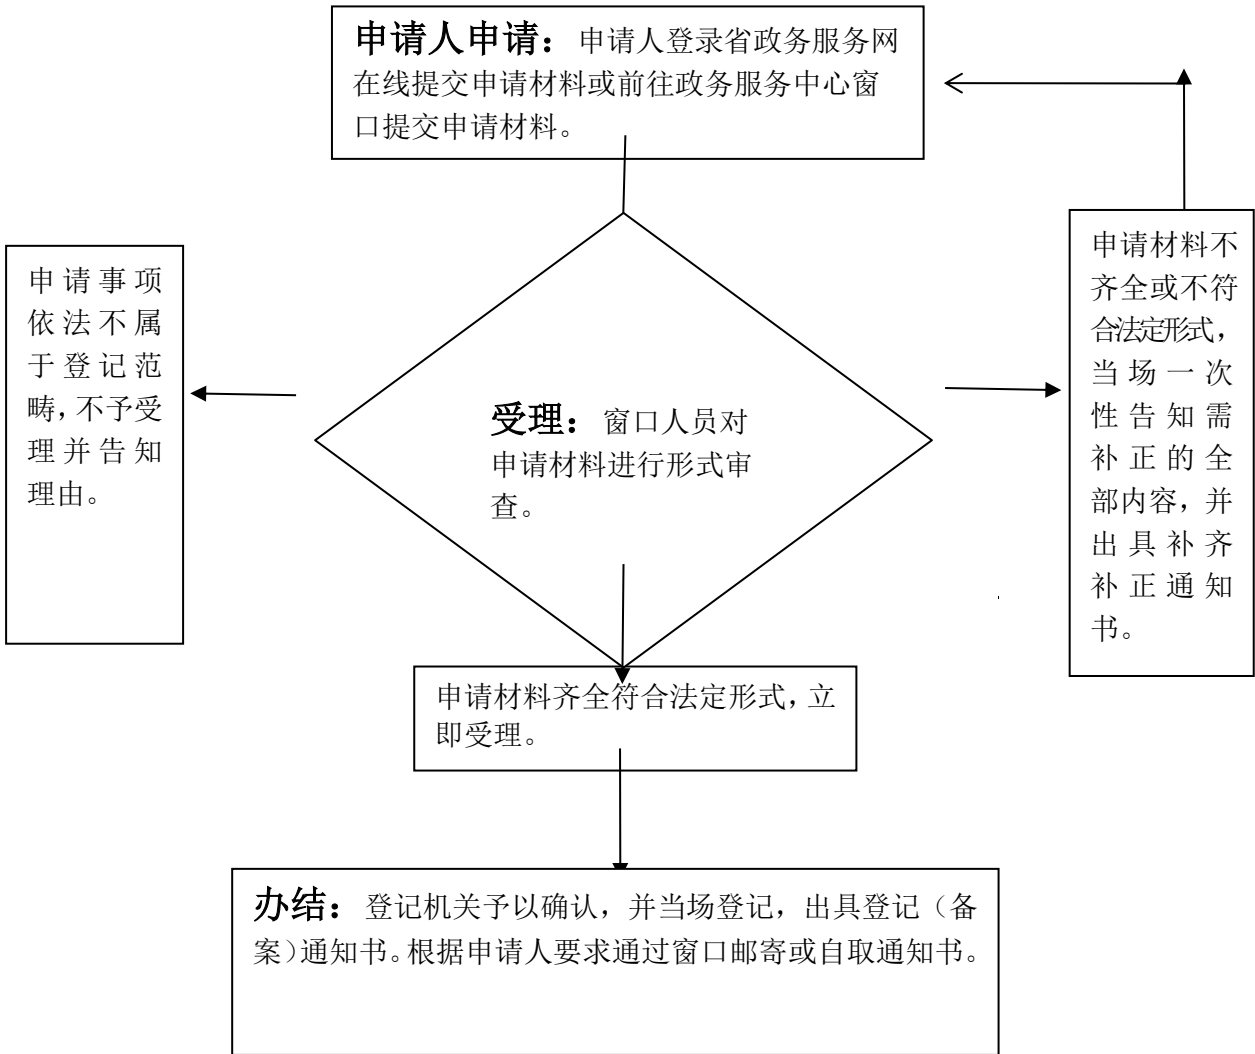 申请人申请：申请人登录省政务服务网
在线提交申请材料或前往政务服务中心窗
口提交申请材料。
申请事项
依法不属
于登记范
畴，不予受
理并告知
理由。
受理：窗口人员对
申请材料进行形式审
查。
申请材料不
齐全或不符
合法定形式，
当场一次
性告知需
补正的全
部内容，并
出具补齐
补正通知
书。
申请材料齐全符合法定形式，立
即受理。
办结：登记机关予以确认，并当场登记，出具登记（备
案）通知书。根据申请人要求通过窗口邮寄或自取通知书。